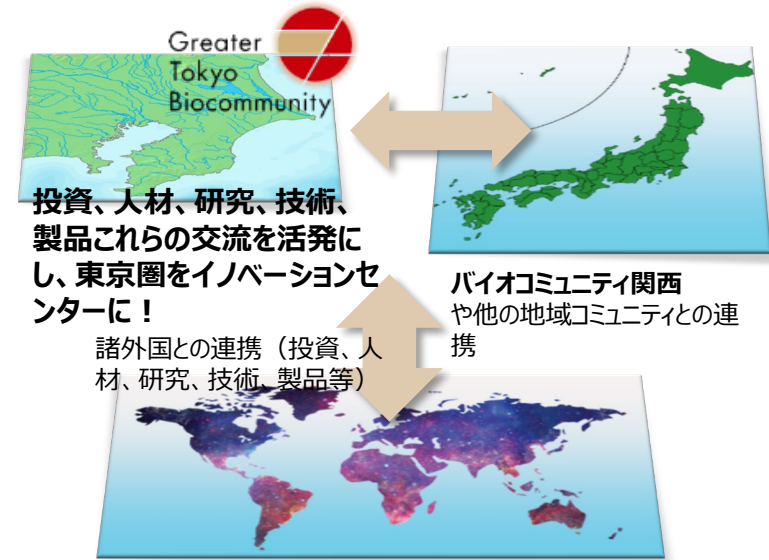 Greater
Tokyo
Biocommunity
投資、人材、研究、技術、
製品これらの交流を活発に
し、東京圏をイノベーションセ
ンターに！
諸外国との連携（投資、人
材、研究、技術、製品等）
バイオコミュニティ関西
や他の地域コミュニティとの連
携